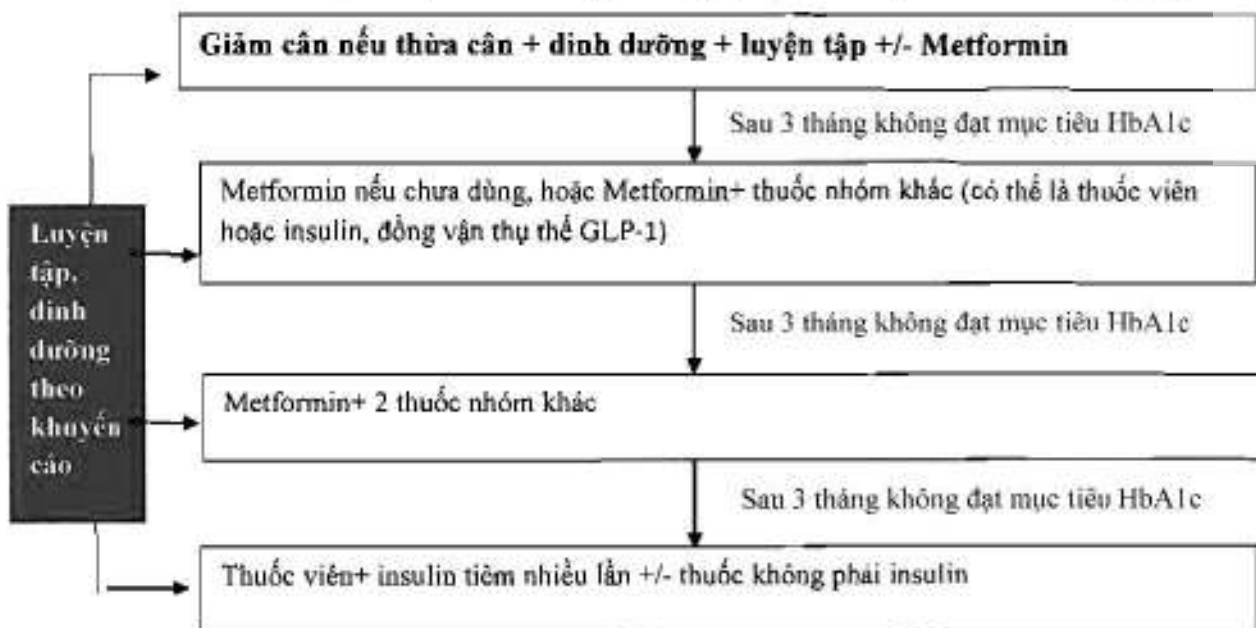 Giảm cân nếu thừa cân + dinh dưỡng + luyện tập +/- Metformin
Sau 3 tháng không đạt mục tiêu HbA1c
Metformin nếu chưa dùng, hoặc Metformin+ thuốc nhóm khác (có thể là thuốc viên
hoặc insulin, đồng vận thụ thể GLP-1)
Luyện
tập,
dinh
dưỡng
theo
khuyến
cáo
Sau 3 tháng không đạt mục tiêu HbA1c
Metformin+ 2 thuốc nhóm khác
Sau 3 tháng không đạt mục tiêu HbA1c
Thuốc viên+ insulin tiêm nhiều lần +/- thuốc không phải insulin